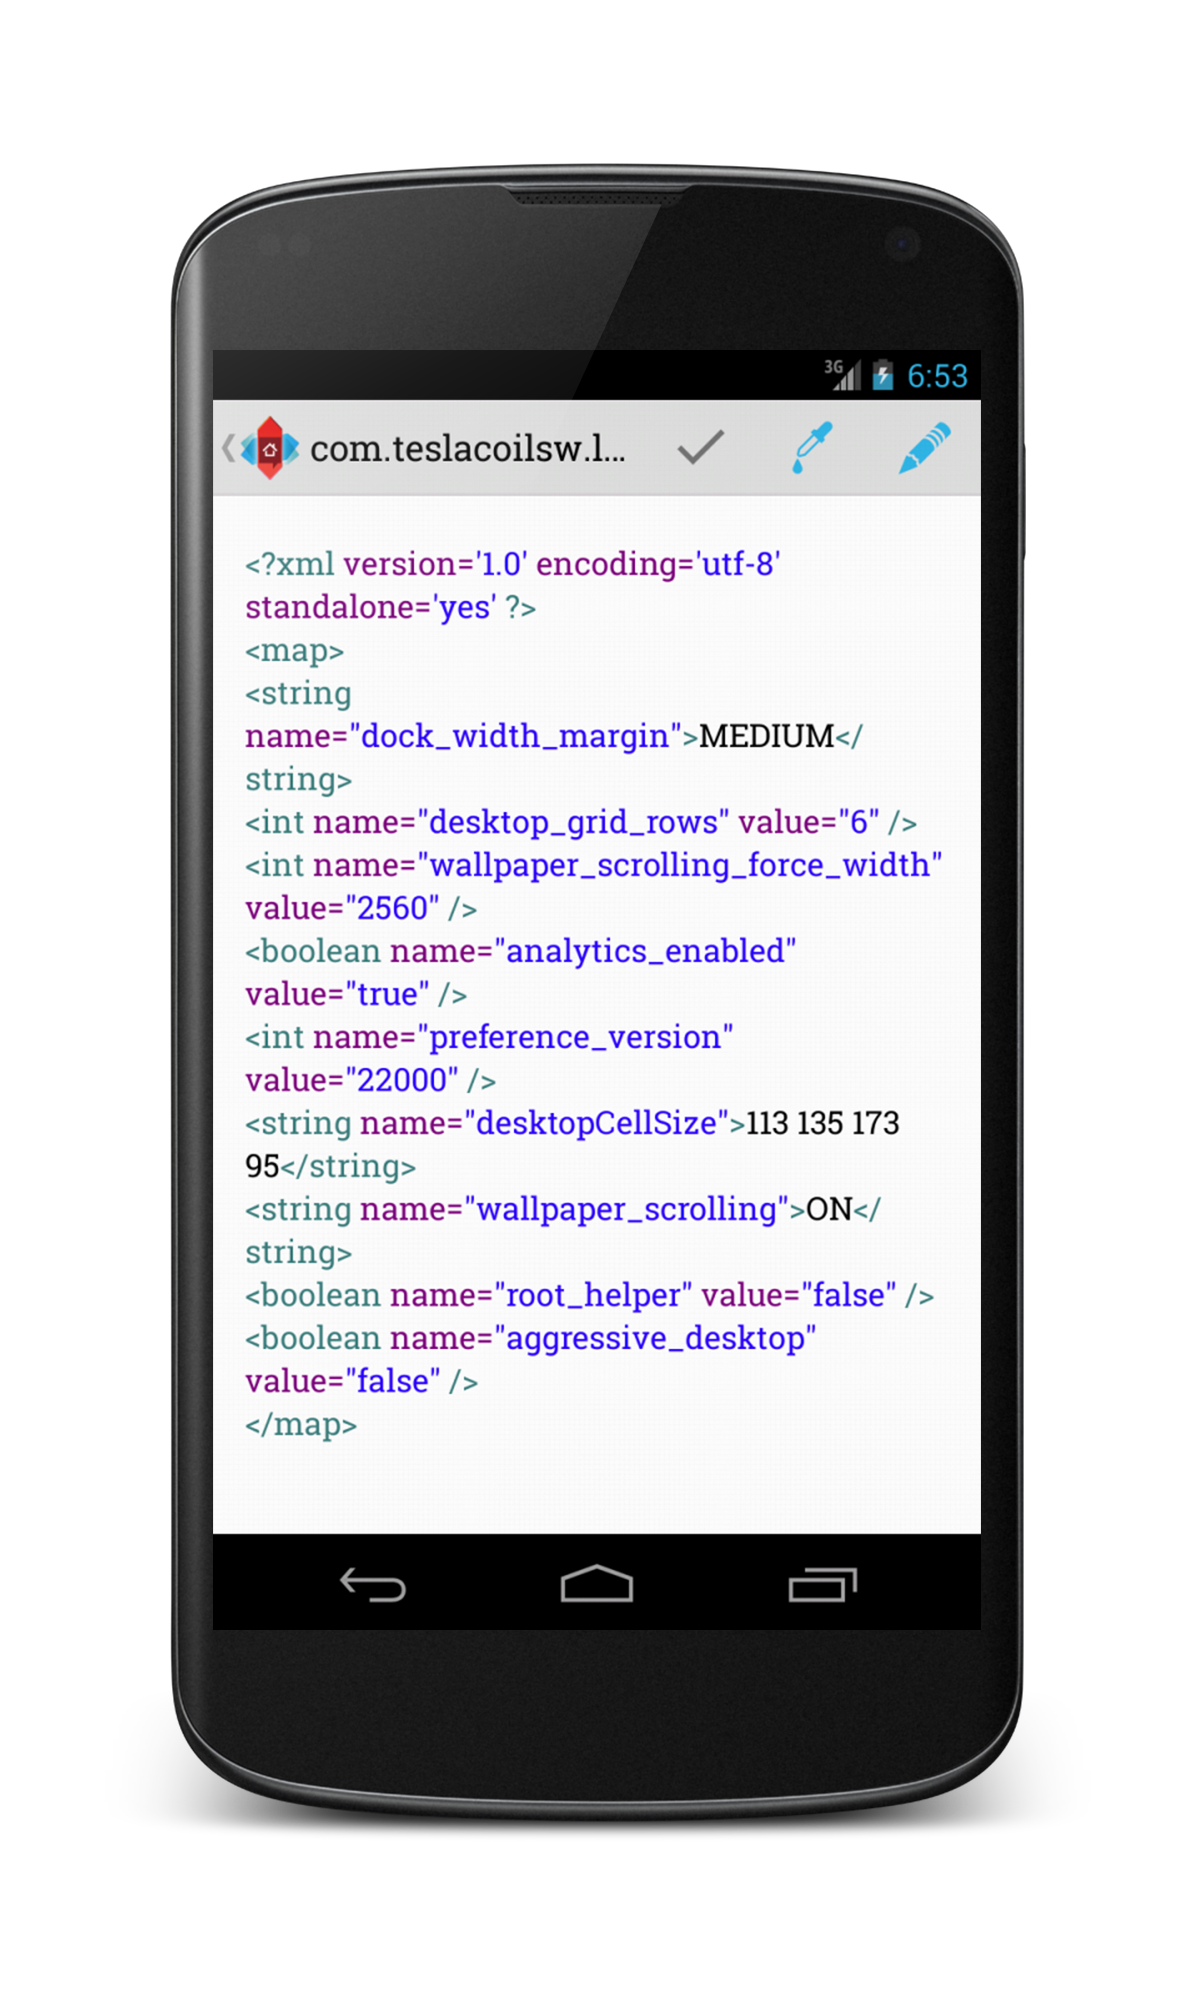 3G 6:53
com.teslacoilsw.l...
<?xml version='1.0' encoding='utf-8'
standalone='yes' ?>
<map>
<string
name="dock_width_margin">MEDIUM</
string>
<int name="desktop_grid_rows" value="6" />
<int name="wallpaper_scrolling_force_width"
value="2560" />
<boolean name="analytics_enabled"
value="true" />
<int name="preference_version"
value="22000" />
<string name="desktopCellSize">113 135 173
95</string>
<string name="wallpaper_scrolling">ON</
string>
<boolean name="root_helper" value="false" />
<boolean name="aggressive_desktop"
value="false" />
</map>